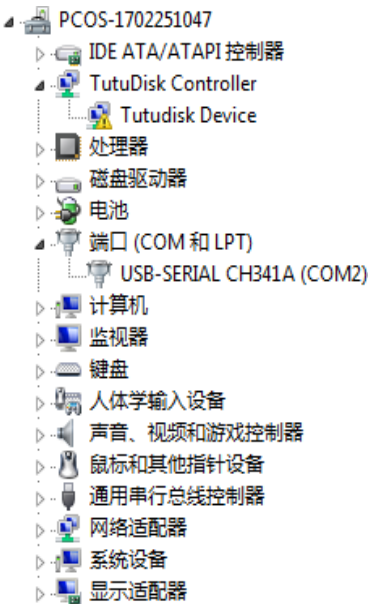 PCOS-1702251047
IDE ATA/ATAPI 控制器
TutuDisk Controller
Tutudisk Device
处理器
磁盘驱动器
电池
端口 (COM 和 LPT)
USB-SERIAL CH341A (COM2)
计算机
监视器
键盘
人体学输入设备
声音、视频和游戏控制器
鼠标和其他指针设备
通用串行总线控制器
网络适配器
系统设备
显示适配器